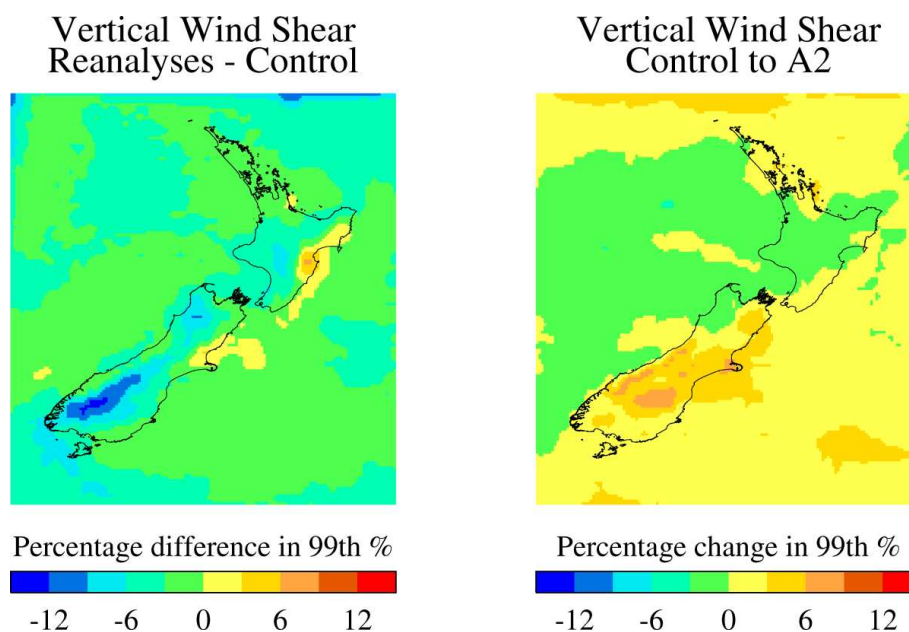 Vertical Wind Shear
Reanalyses - Control
Vertical Wind Shear
Control to A2
Percentage difference in 99th %
-12 -6 0 6 12
Percentage change in 99th %
-12 -6 0 6 12